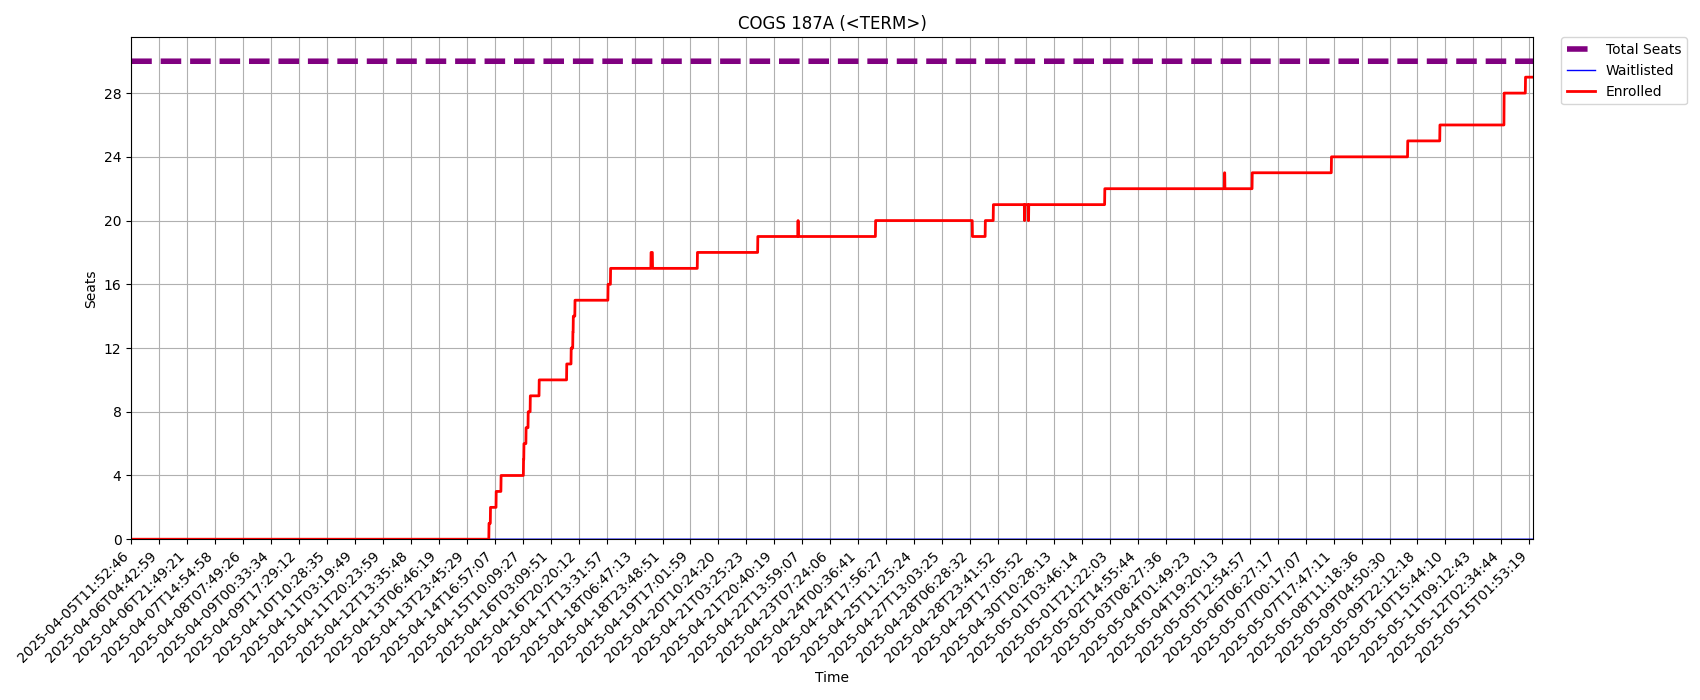 COGS 187A (<TERM>)
Total Seats
Waitlisted
Enrolled
Seats
28
24
20
16
12
8
4
0
2025-04-05T11:52:46
2025-04-06T04:42:59
2025-04-06T21:49:21
2025-04-07T14:54:58
2025-04-08T07:49:26
2025-04-09T00:33:34
2025-04-09T17:29:12
2025-04-10T10:28:35
2025-04-11T03:19:49
2025-04-11T20:23:59
2025-04-12T13:35:48
2025-04-13T06:46:19
2025-04-13T23:45:29
2025-04-14T16:57:07
2025-04-15T10:09:27
2025-04-16T03:09:51
2025-04-16T20:20:12
2025-04-17T13:31:57
2025-04-18T06:47:13
2025-04-18T23:48:51
2025-04-19T17:01:59
2025-04-20T10:24:20
2025-04-21T03:25:23
2025-04-21T20:40:19
2025-04-22T13:59:07
2025-04-23T07:24:06
2025-04-24T00:36:41
2025-04-24T17:56:27
2025-04-25T11:25:24
2025-04-27T13:03:25
2025-04-28T06:28:32
2025-04-28T23:41:52
2025-04-29T17:05:52
2025-04-30T10:28:13
2025-05-01T03:46:14
2025-05-01T21:22:03
2025-05-02T14:55:44
2025-05-03T08:27:36
2025-05-04T01:49:23
2025-05-04T19:20:13
2025-05-05T12:54:57
2025-05-06T06:27:17
2025-05-07T00:17:07
2025-05-07T17:47:11
2025-05-08T11:18:36
2025-05-09T04:50:30
2025-05-09T22:12:18
2025-05-10T15:44:10
2025-05-11T09:12:43
2025-05-12T02:34:44
2025-05-15T01:53:19
Time